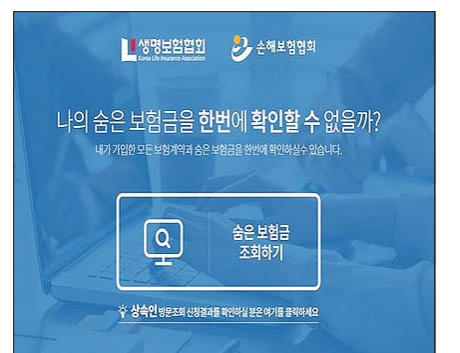 생명보험협회
Korea Life Insurance Association
손해보험협회
나의 숨은 보험금을 한번에 확인할 수 없을까?
내가 가입한 모든 보험계약과 숨은 보험금을 한번에 확인하실수 있습니다.
숨은 보험금
조회하기
상속인 방문조회 신청결과를 확인하실 분은 여기를 클릭하세요